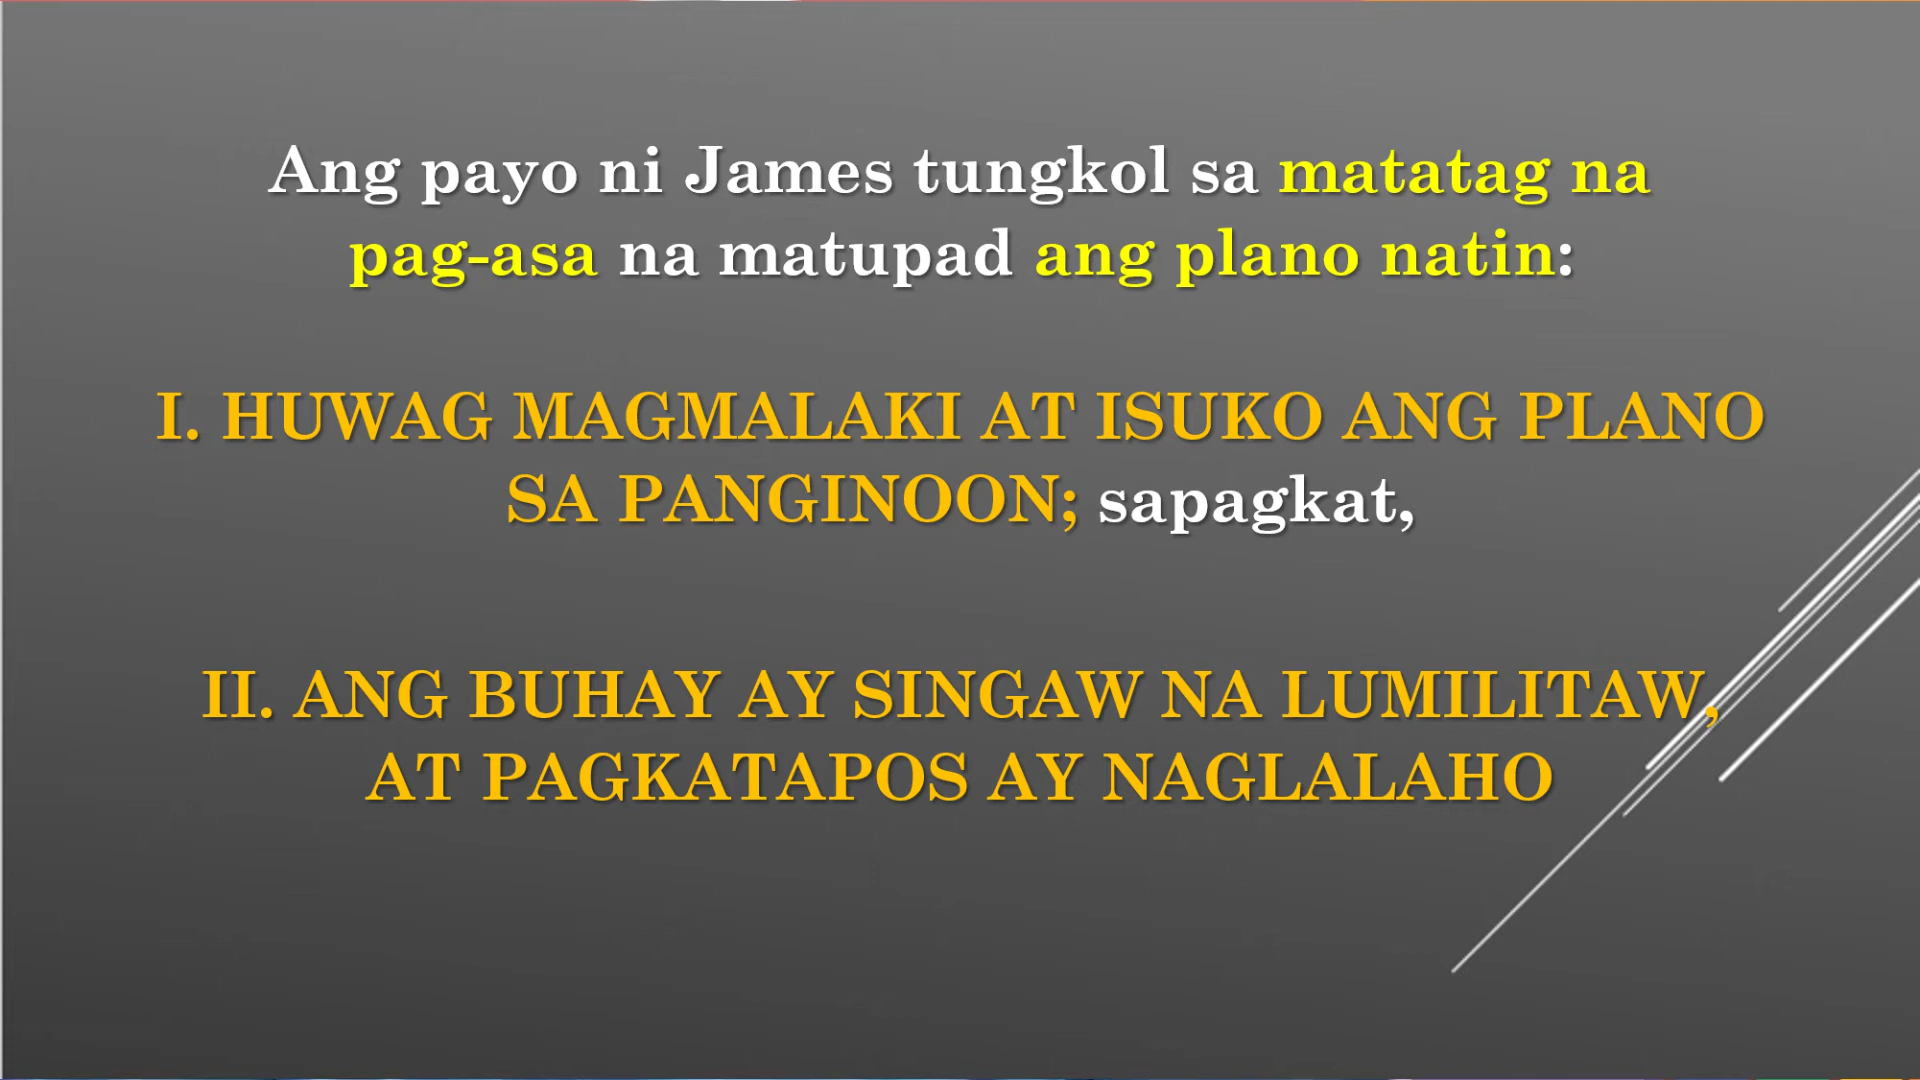 Ang payo ni James tungkol sa matatag na
pag-asa na matupad ang plano natin:
I. HUWAG MAGMALAKI AT ISUKO ANG PLANO
SA PANGINOON; sapagkat,
II. ANG BUHAY AY SINGAW NA LUMILITAW,
AT PAGKATAPOS AY NAGLALAHO